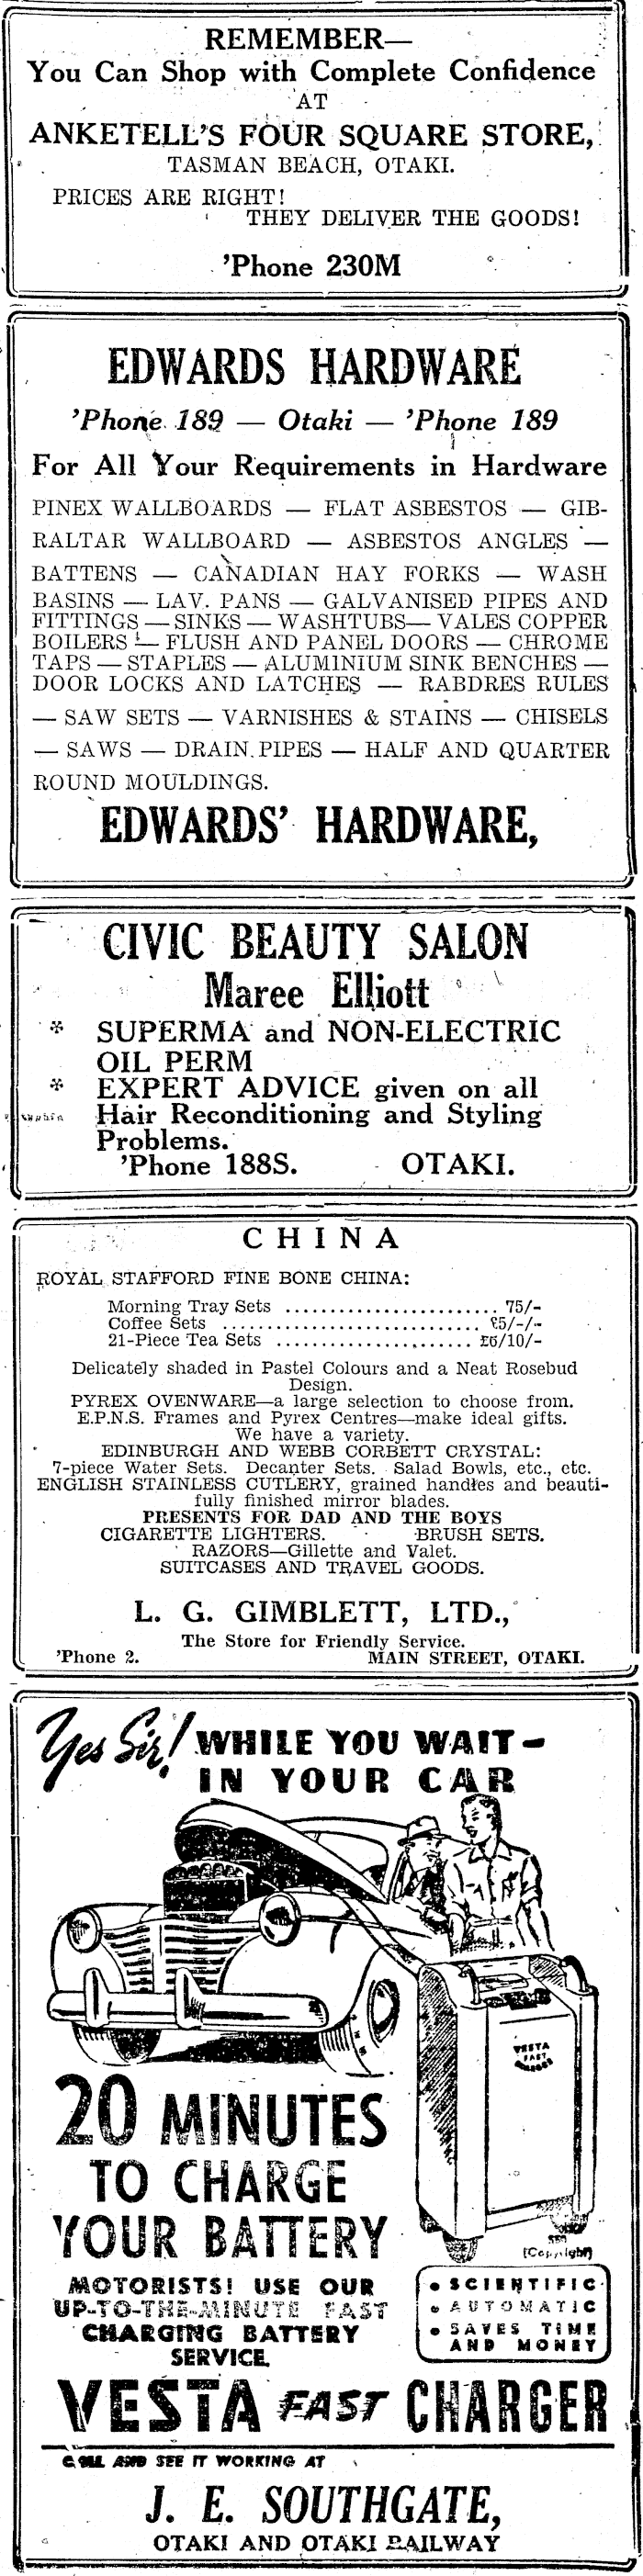 REMEMBER—
You Can Shop with Complete Confidence
AT
ANKETELL'S FOUR SQUARE STORE,
TASMAN BEACH, OTAKI.
PRICES ARE RIGHT!
THEY DELIVER THE GOODS!
'Phone 230M
EDWARDS HARDWARE
'Phone 189 — Otaki — 'Phone 189
For All Your Requirements in Hardware
PINEX WALLBOARDS — FLAT ASBESTOS — GIB-
RALTAR WALLBOARD — ASBESTOS ANGLES —
BATTENS — CANADIAN HAY FORKS — WASH
BASINS — LAV. PANS — GALVANISED PIPES AND
FITTINGS — SINKS — WASHTUBS— VALES COPPER
BOILERS — FLUSH AND PANEL DOORS — CHROME
TAPS — STAPLES — ALUMINIUM SINK BENCHES —
DOOR LOCKS AND LATCHES — RABDRES RULES
— SAW SETS — VARNISHES & STAINS — CHISELS
— SAWS — DRAIN PIPES — HALF AND QUARTER
ROUND MOULDINGS.
EDWARDS' HARDWARE,
CIVIC BEAUTY SALON
Maree Elliott
* SUPERMA and NON-ELECTRIC
OIL PERM
* EXPERT ADVICE given on all
Hair Reconditioning and Styling
Problems.
'Phone 188S. OTAKI.
CHINA
ROYAL STAFFORD FINE BONE CHINA:
Morning Tray Sets ........................ 75/-
Coffee Sets ............................. £5/-/-
21-Piece Tea Sets ........................ £6/10/-
Delicately shaded in Pastel Colours and a Neat Rosebud
Design.
PYREX OVENWARE—a large selection to choose from.
E.P.N.S. Frames and Pyrex Centres—make ideal gifts.
We have a variety.
EDINBURGH AND WEBB CORBETT CRYSTAL:
7-piece Water Sets. Decanter Sets. Salad Bowls, etc., etc.
ENGLISH STAINLESS CUTLERY, grained handles and beauti-
fully finished mirror blades.
PRESENTS FOR DAD AND THE BOYS
CIGARETTE LIGHTERS. BRUSH SETS.
RAZORS—Gillette and Valet.
SUITCASES AND TRAVEL GOODS.
L. G. GIMBLETT, LTD.,
The Store for Friendly Service.
'Phone 2. MAIN STREET, OTAKI.
Yes Sir! WHILE YOU WAIT—
IN YOUR CAR
VESTA
FAST
CHARGER
20 MINUTES
TO CHARGE
YOUR BATTERY
(Copyright)
MOTORISTS! USE OUR
UP-TO-THE-MINUTE FAST
CHARGING BATTERY
SERVICE
• SCIENTIFIC
• AUTOMATIC
• SAVES TIME
AND MONEY
VESTA FAST CHARGER
CALL AND SEE IT WORKING AT
J. E. SOUTHGATE,
OTAKI AND OTAKI RAILWAY